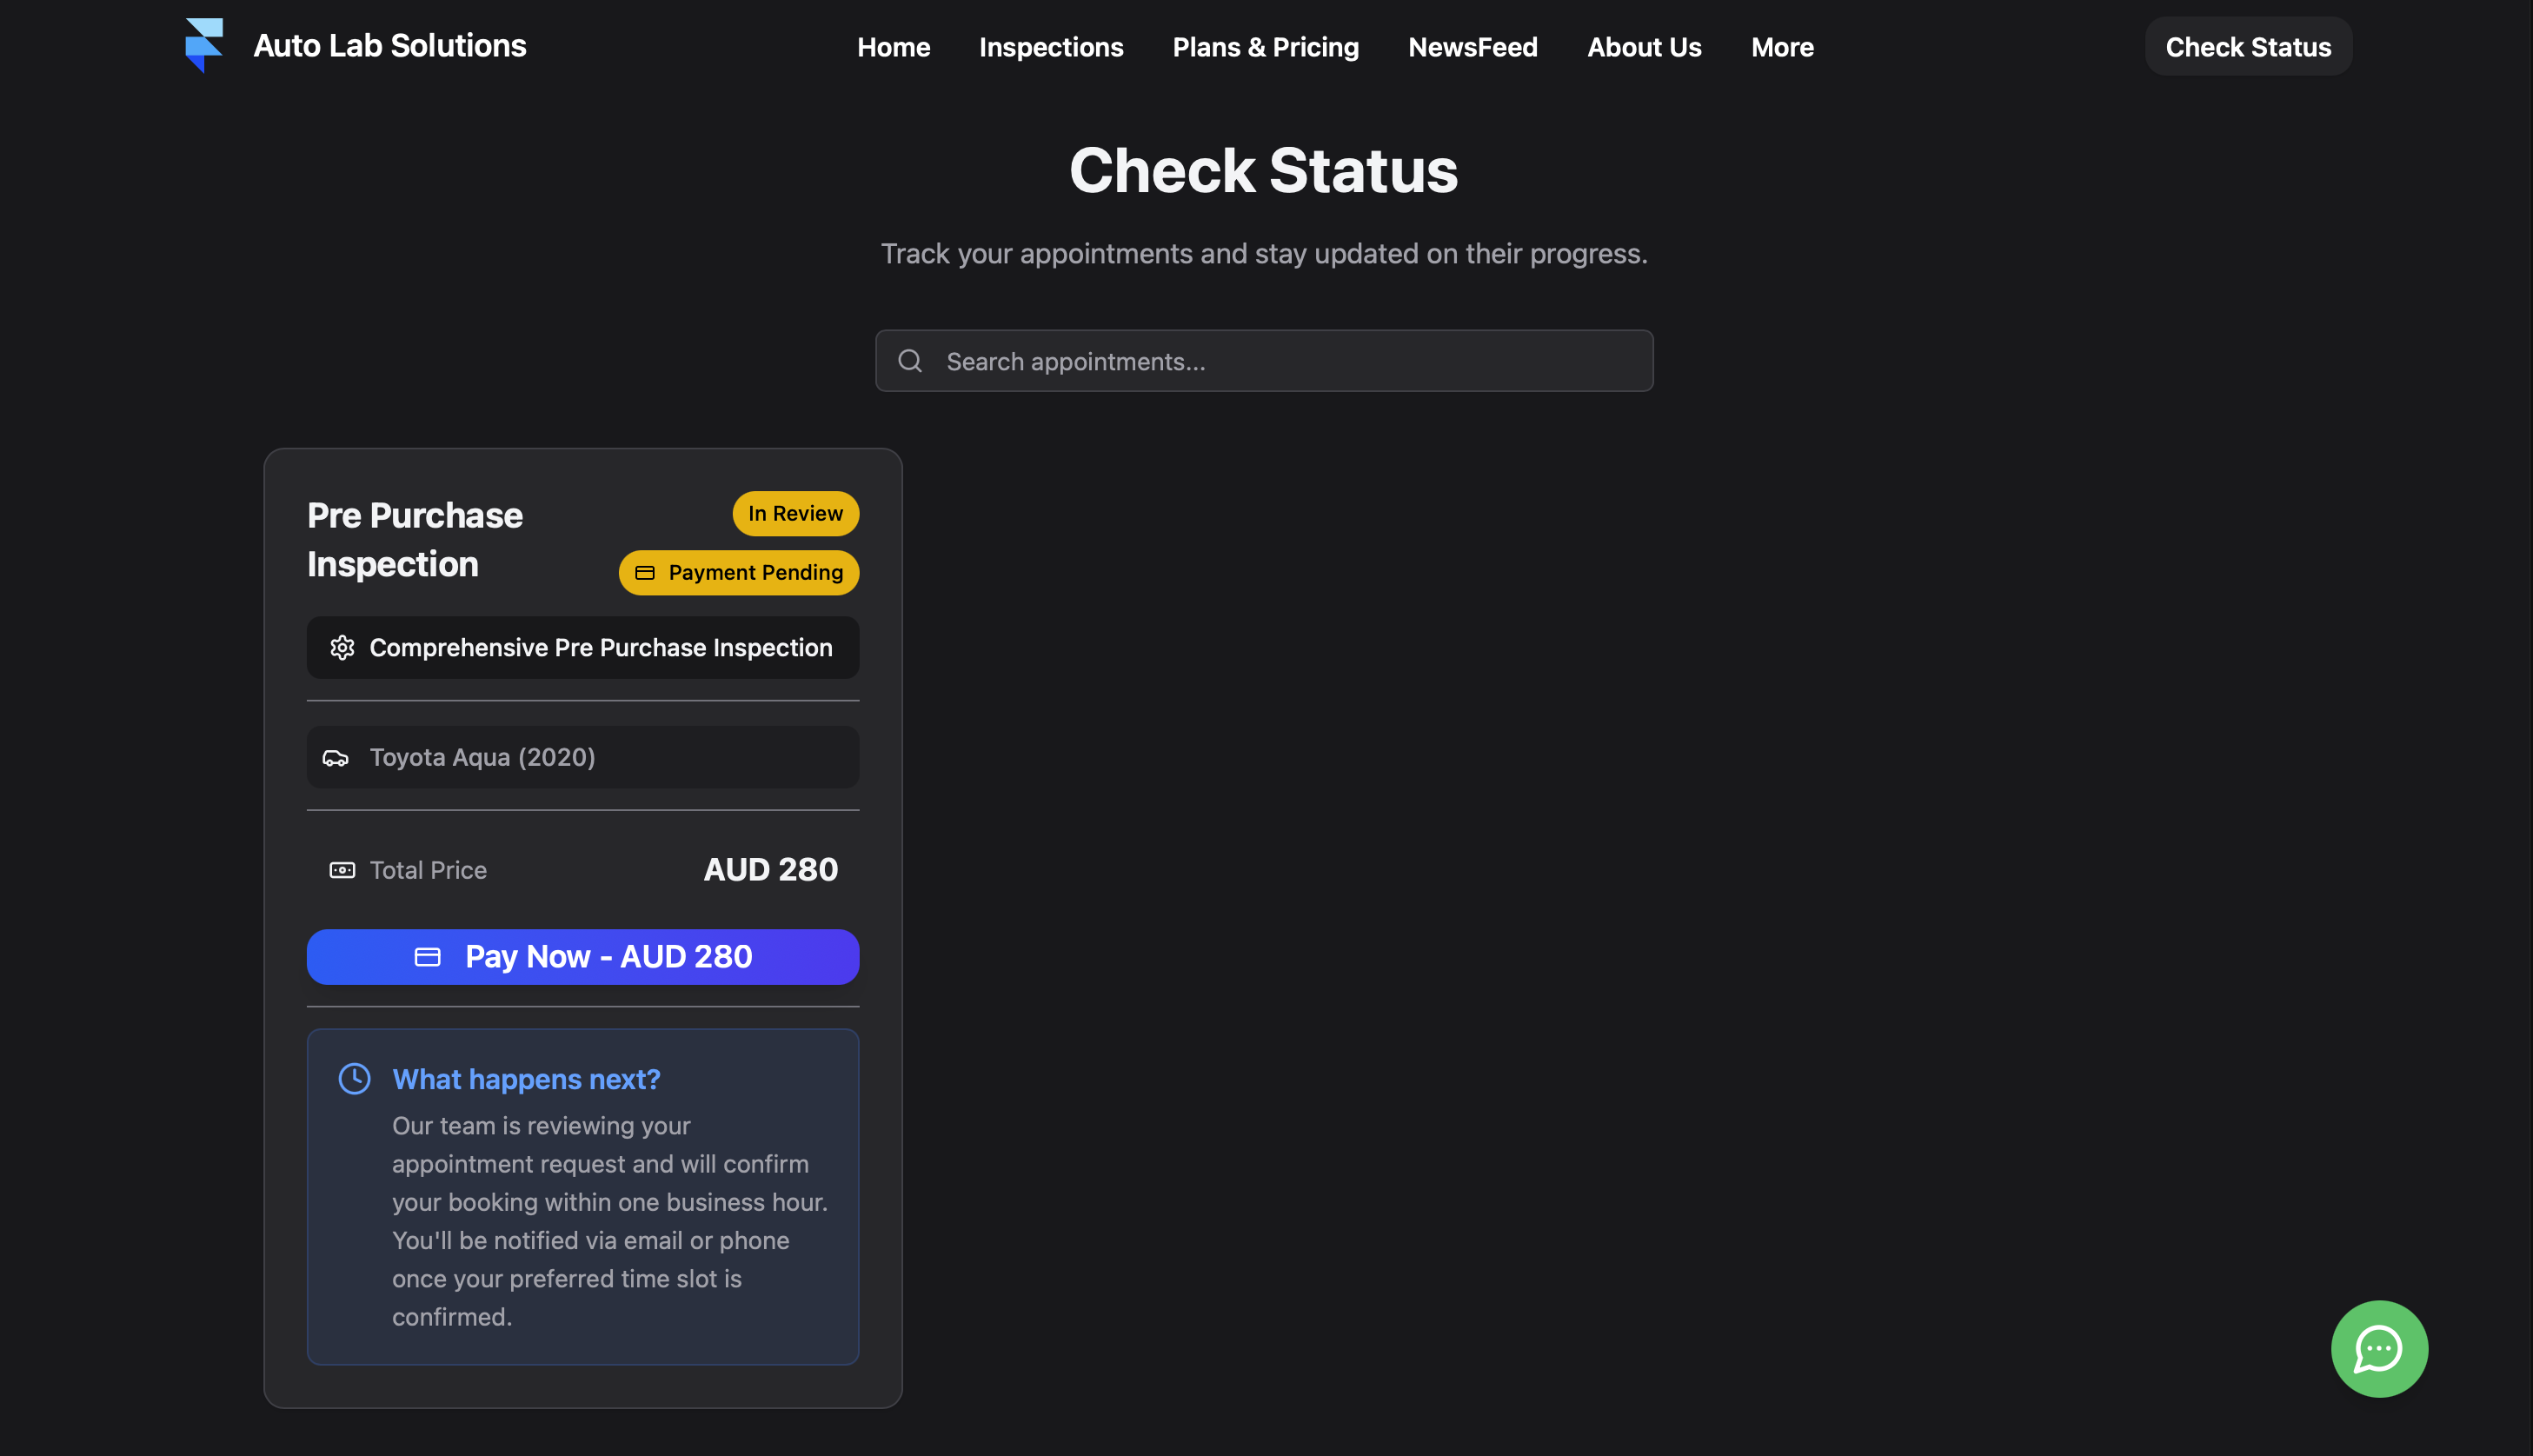 Auto Lab Solutions
Home
Inspections
Plans & Pricing
NewsFeed
About Us
More
Check Status
Check Status
Track your appointments and stay updated on their progress.
Search appointments...
Pre Purchase
Inspection
In Review
Payment Pending
Comprehensive Pre Purchase Inspection
Toyota Aqua (2020)
Total Price
AUD 280
Pay Now - AUD 280
What happens next?
Our team is reviewing your
appointment request and will confirm
your booking within one business hour.
You'll be notified via email or phone
once your preferred time slot is
confirmed.